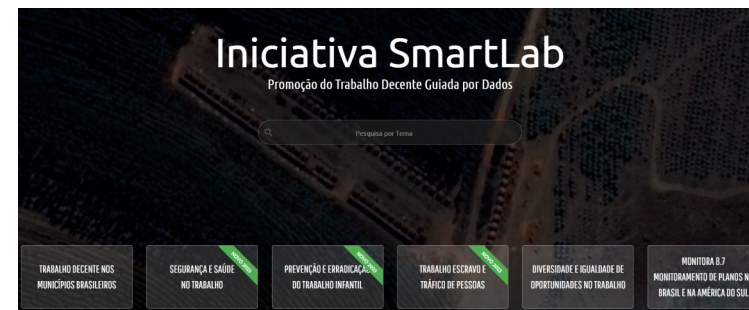 Iniciativa SmartLab
Promoção do Trabalho Decente Guiada por Dados
Pesquisa por Tema
TRABALHO DECENTE NOS
MUNICÍPIOS BRASILEIROS
SEGURANÇA E SAÚDE
NO TRABALHO
PREVENÇÃO E ERRADICAÇÃO
DO TRABALHO INFANTIL
TRABALHO ESCRAVO E
TRÁFICO DE PESSOAS
DIVERSIDADE E IGUALDADE DE
OPORTUNIDADES NO TRABALHO
MONITORA 8.7
MONITORAMENTO DE PLANOS N
BRASIL E NA AMÉRICA DO SUL